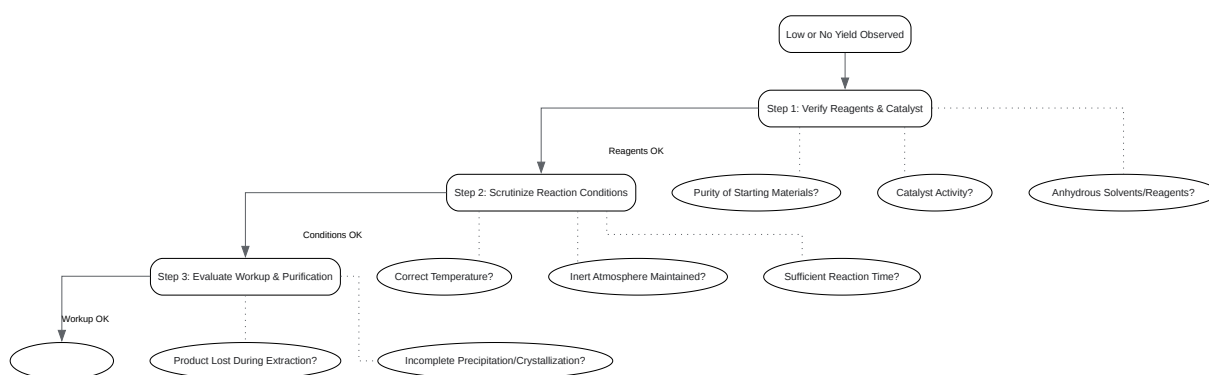 Low or No Yield Observed
Step 1: Verify Reagents & Catalyst
Reagents OK
Step 2: Scrutinize Reaction Conditions
Purity of Starting Materials?
Catalyst Activity?
Anhydrous Solvents/Reagents?
Conditions OK
Step 3: Evaluate Workup & Purification
Correct Temperature?
Inert Atmosphere Maintained?
Sufficient Reaction Time?
Workup OK
Product Lost During Extraction?
Incomplete Precipitation/Crystallization?